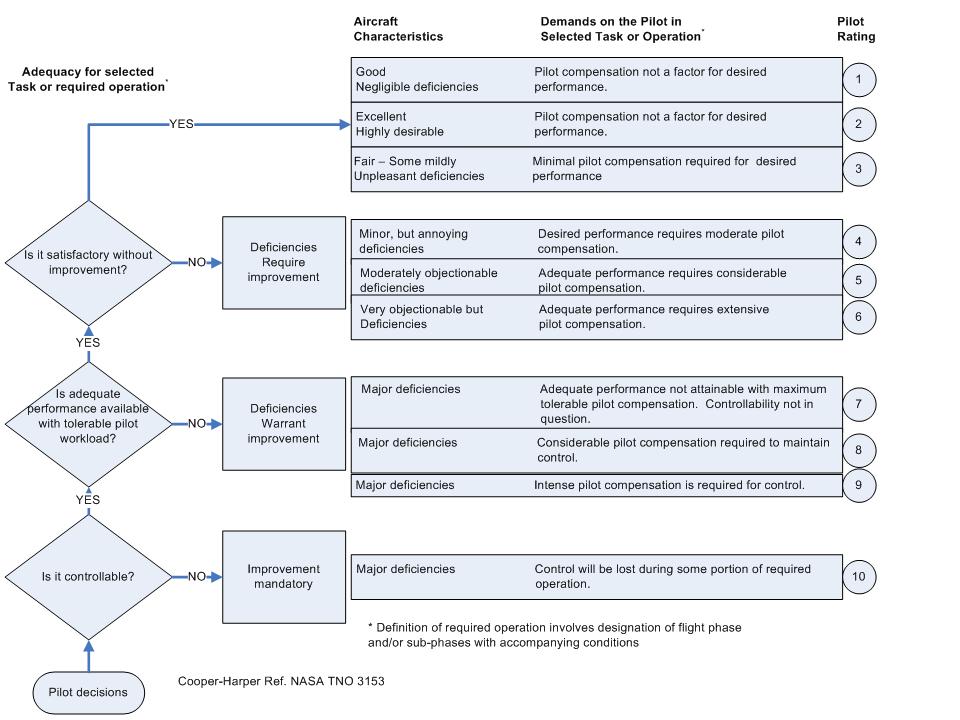 Aircraft
Characteristics
Demands on the Pilot in
Selected Task or Operation*
Pilot
Rating
Adequacy for selected
Task or required operation*
Good
Negligible deficiencies
Pilot compensation not a factor for desired
performance.
1
YES
Excellent
Highly desirable
Pilot compensation not a factor for desired
performance.
2
Fair – Some mildly
Unpleasant deficiencies
Minimal pilot compensation required for desired
performance
3
Is it satisfactory without
improvement?
NO
Deficiencies
Require
improvement
Minor, but annoying
deficiencies
Desired performance requires moderate pilot
compensation.
4
Moderately objectionable
deficiencies
Adequate performance requires considerable
pilot compensation.
5
Very objectionable but
Deficiencies
Adequate performance requires extensive
pilot compensation.
6
YES
Is adequate
performance available
with tolerable pilot
workload?
NO
Deficiencies
Warrant
improvement
Major deficiencies
Adequate performance not attainable with maximum
tolerable pilot compensation. Controllability not in
question.
7
Major deficiencies
Considerable pilot compensation required to maintain
control.
8
Major deficiencies
Intense pilot compensation is required for control.
9
YES
Is it controllable?
NO
Improvement
mandatory
Major deficiencies
Control will be lost during some portion of required
operation.
10
* Definition of required operation involves designation of flight phase
and/or sub-phases with accompanying conditions
Pilot decisions
Cooper-Harper Ref. NASA TNO 3153